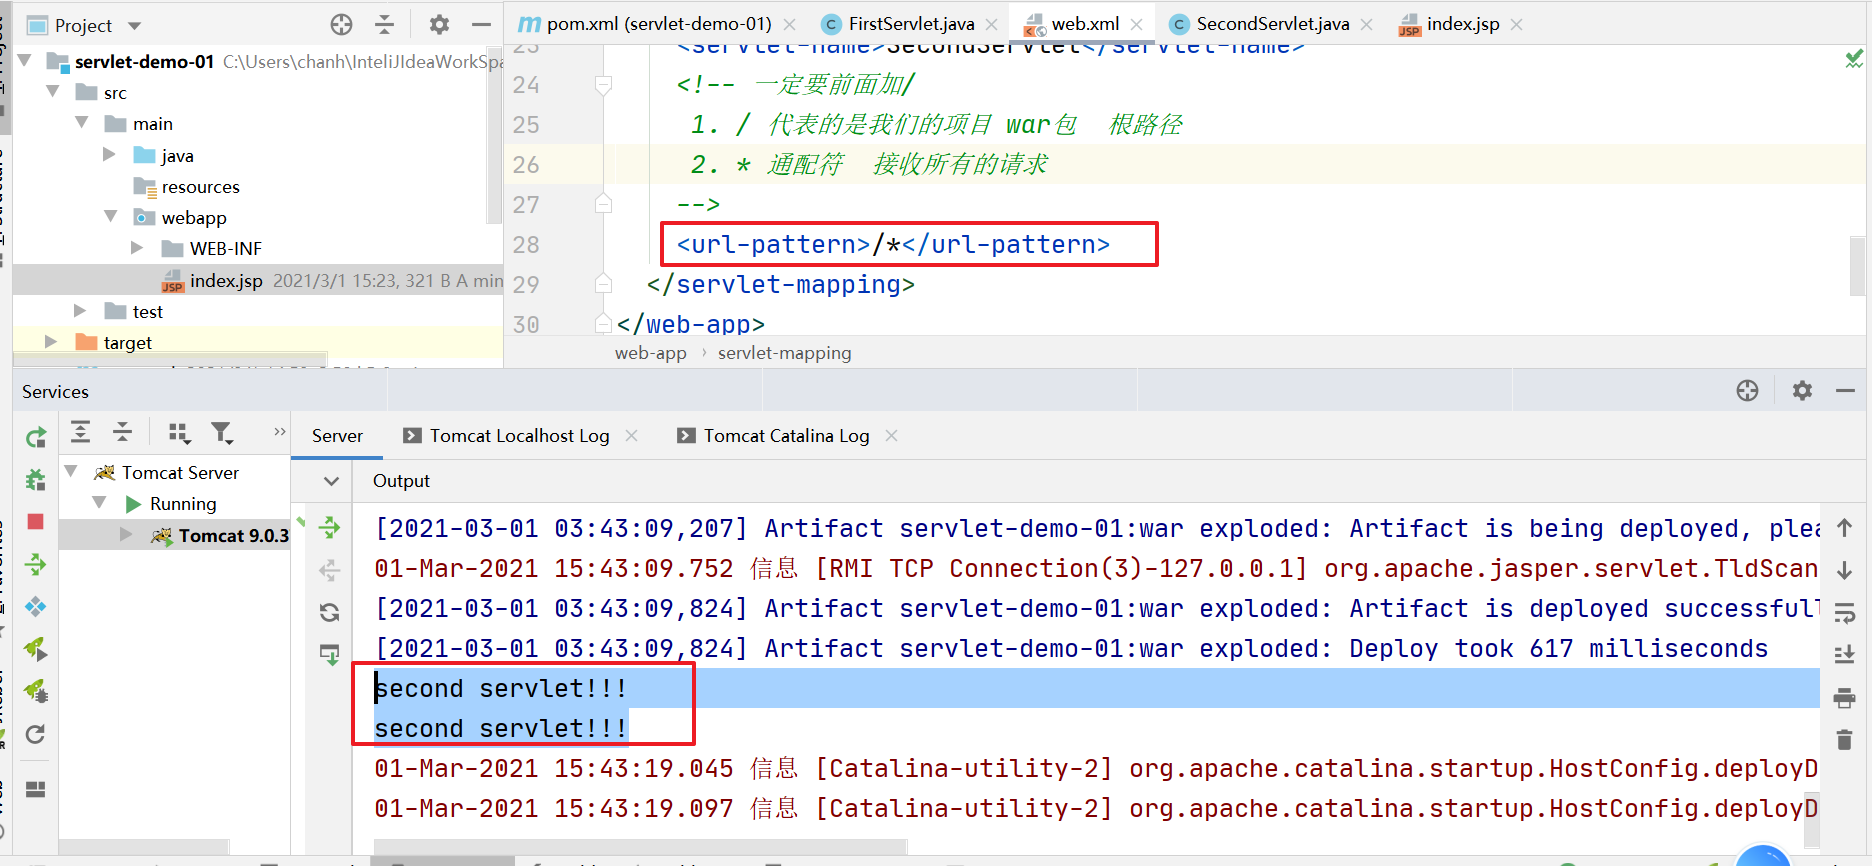 Project
pom.xml (servlet-demo-01)
FirstServlet.java
web.xml
SecondServlet.java
index.jsp
servlet-demo-01 C:\Users\chanh\InteliJIdeaWorkSpa
src
main
java
resources
webapp
WEB-INF
index.jsp 2021/3/1 15:23, 321 B A min
test
target
23 <servlet-name>SecondServlet</servlet-name>
24 <!-- 一定要前面加/
25 1. / 代表的是我们的项目 war包 根路径
26 2. * 通配符 接收所有的请求
27 -->
28 <url-pattern>/*</url-pattern>
29 </servlet-mapping>
30 </web-app>
web-app › servlet-mapping
Services
Server
Tomcat Localhost Log
Tomcat Catalina Log
Tomcat Server
Running
Tomcat 9.0.3
Output
[2021-03-01 03:43:09,207] Artifact servlet-demo-01:war exploded: Artifact is being deployed, plea
01-Mar-2021 15:43:09.752 信息 [RMI TCP Connection(3)-127.0.0.1] org.apache.jasper.servlet.TldScan
[2021-03-01 03:43:09,824] Artifact servlet-demo-01:war exploded: Artifact is deployed successfull
[2021-03-01 03:43:09,824] Artifact servlet-demo-01:war exploded: Deploy took 617 milliseconds
second servlet!!!
second servlet!!!
01-Mar-2021 15:43:19.045 信息 [Catalina-utility-2] org.apache.catalina.startup.HostConfig.deployD
01-Mar-2021 15:43:19.097 信息 [Catalina-utility-2] org.apache.catalina.startup.HostConfig.deployD